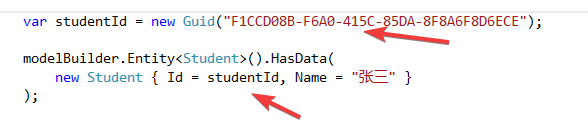 var studentId = new Guid("F1CCD08B-F6A0-415C-85DA-8F8A6F8D6ECE");
modelBuilder.Entity<Student>().HasData(
new Student { Id = studentId, Name = "张三" }
);